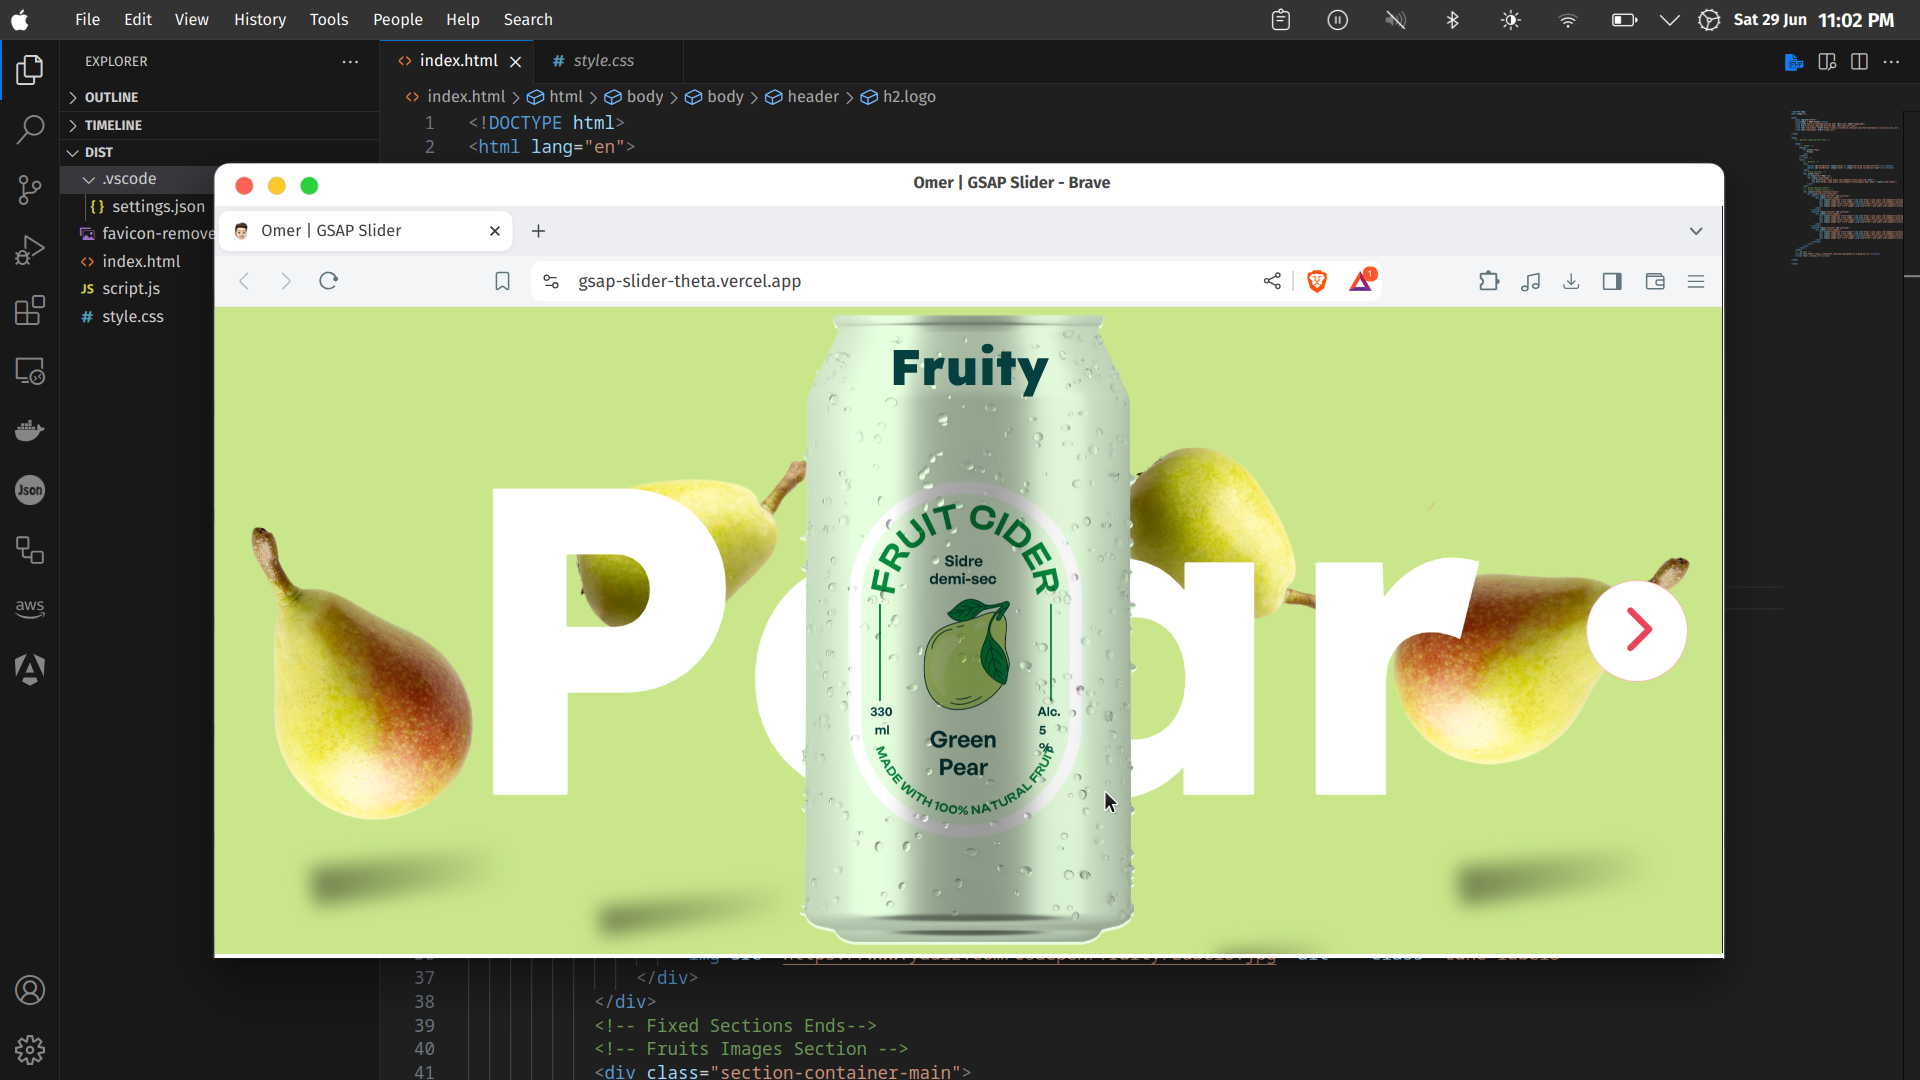 File Edit View History Tools People Help Search
Sat 29 Jun 11:02 PM
EXPLORER
OUTLINE
TIMELINE
DIST
.vscode
{} settings.json
favicon-remove
<> index.html
JS script.js
# style.css
Json
aws
<> index.html
# style.css
<> index.html > html > body > body > header > h2.logo
1 <!DOCTYPE html>
2 <html lang="en">
Omer | GSAP Slider - Brave
Omer | GSAP Slider
gsap-slider-theta.vercel.app
1
Fruity
Pear
FRUIT CIDER
Sidre
demi-sec
330
ml
Alc.
5
%
Green
Pear
MADE WITH 100% NATURAL FRUIT
37 </div>
38 </div>
39 <!-- Fixed Sections Ends-->
40 <!-- Fruits Images Section -->
41 <div class="section-container-main">